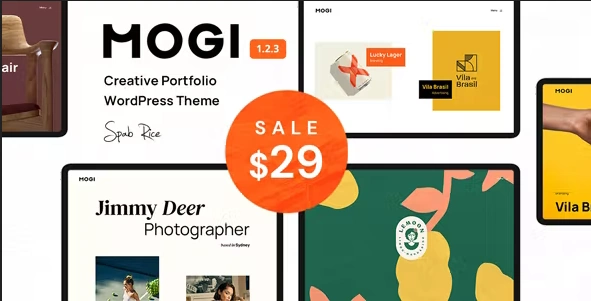 MOGI 1.2.3
Creative Portfolio
WordPress Theme
Spab Rice
air
SALE
$29
MOGI
Lucky Lager
Vila
Brasil
Vila Brasil
MOGI
Vila B
MOGI
Jimmy Deer
Photographer
based in Sydney
LEMOON